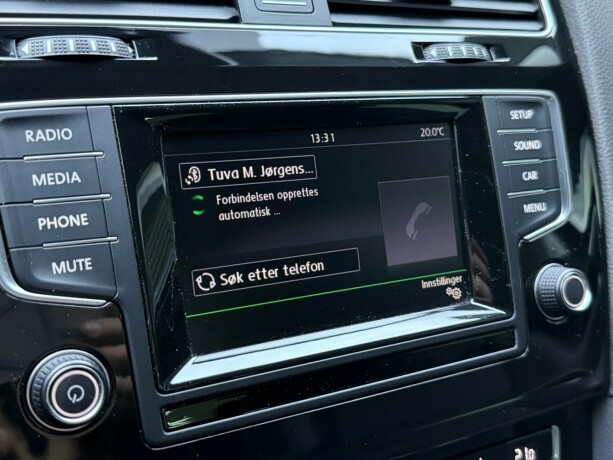 13:31
20.0°C
RADIO
MEDIA
PHONE
MUTE
Tuva M. Jørgens...
Forbindelsen opprettes
automatisk ...
Søk etter telefon
Innstillinger
SETUP
SOUND
CAR
MENU